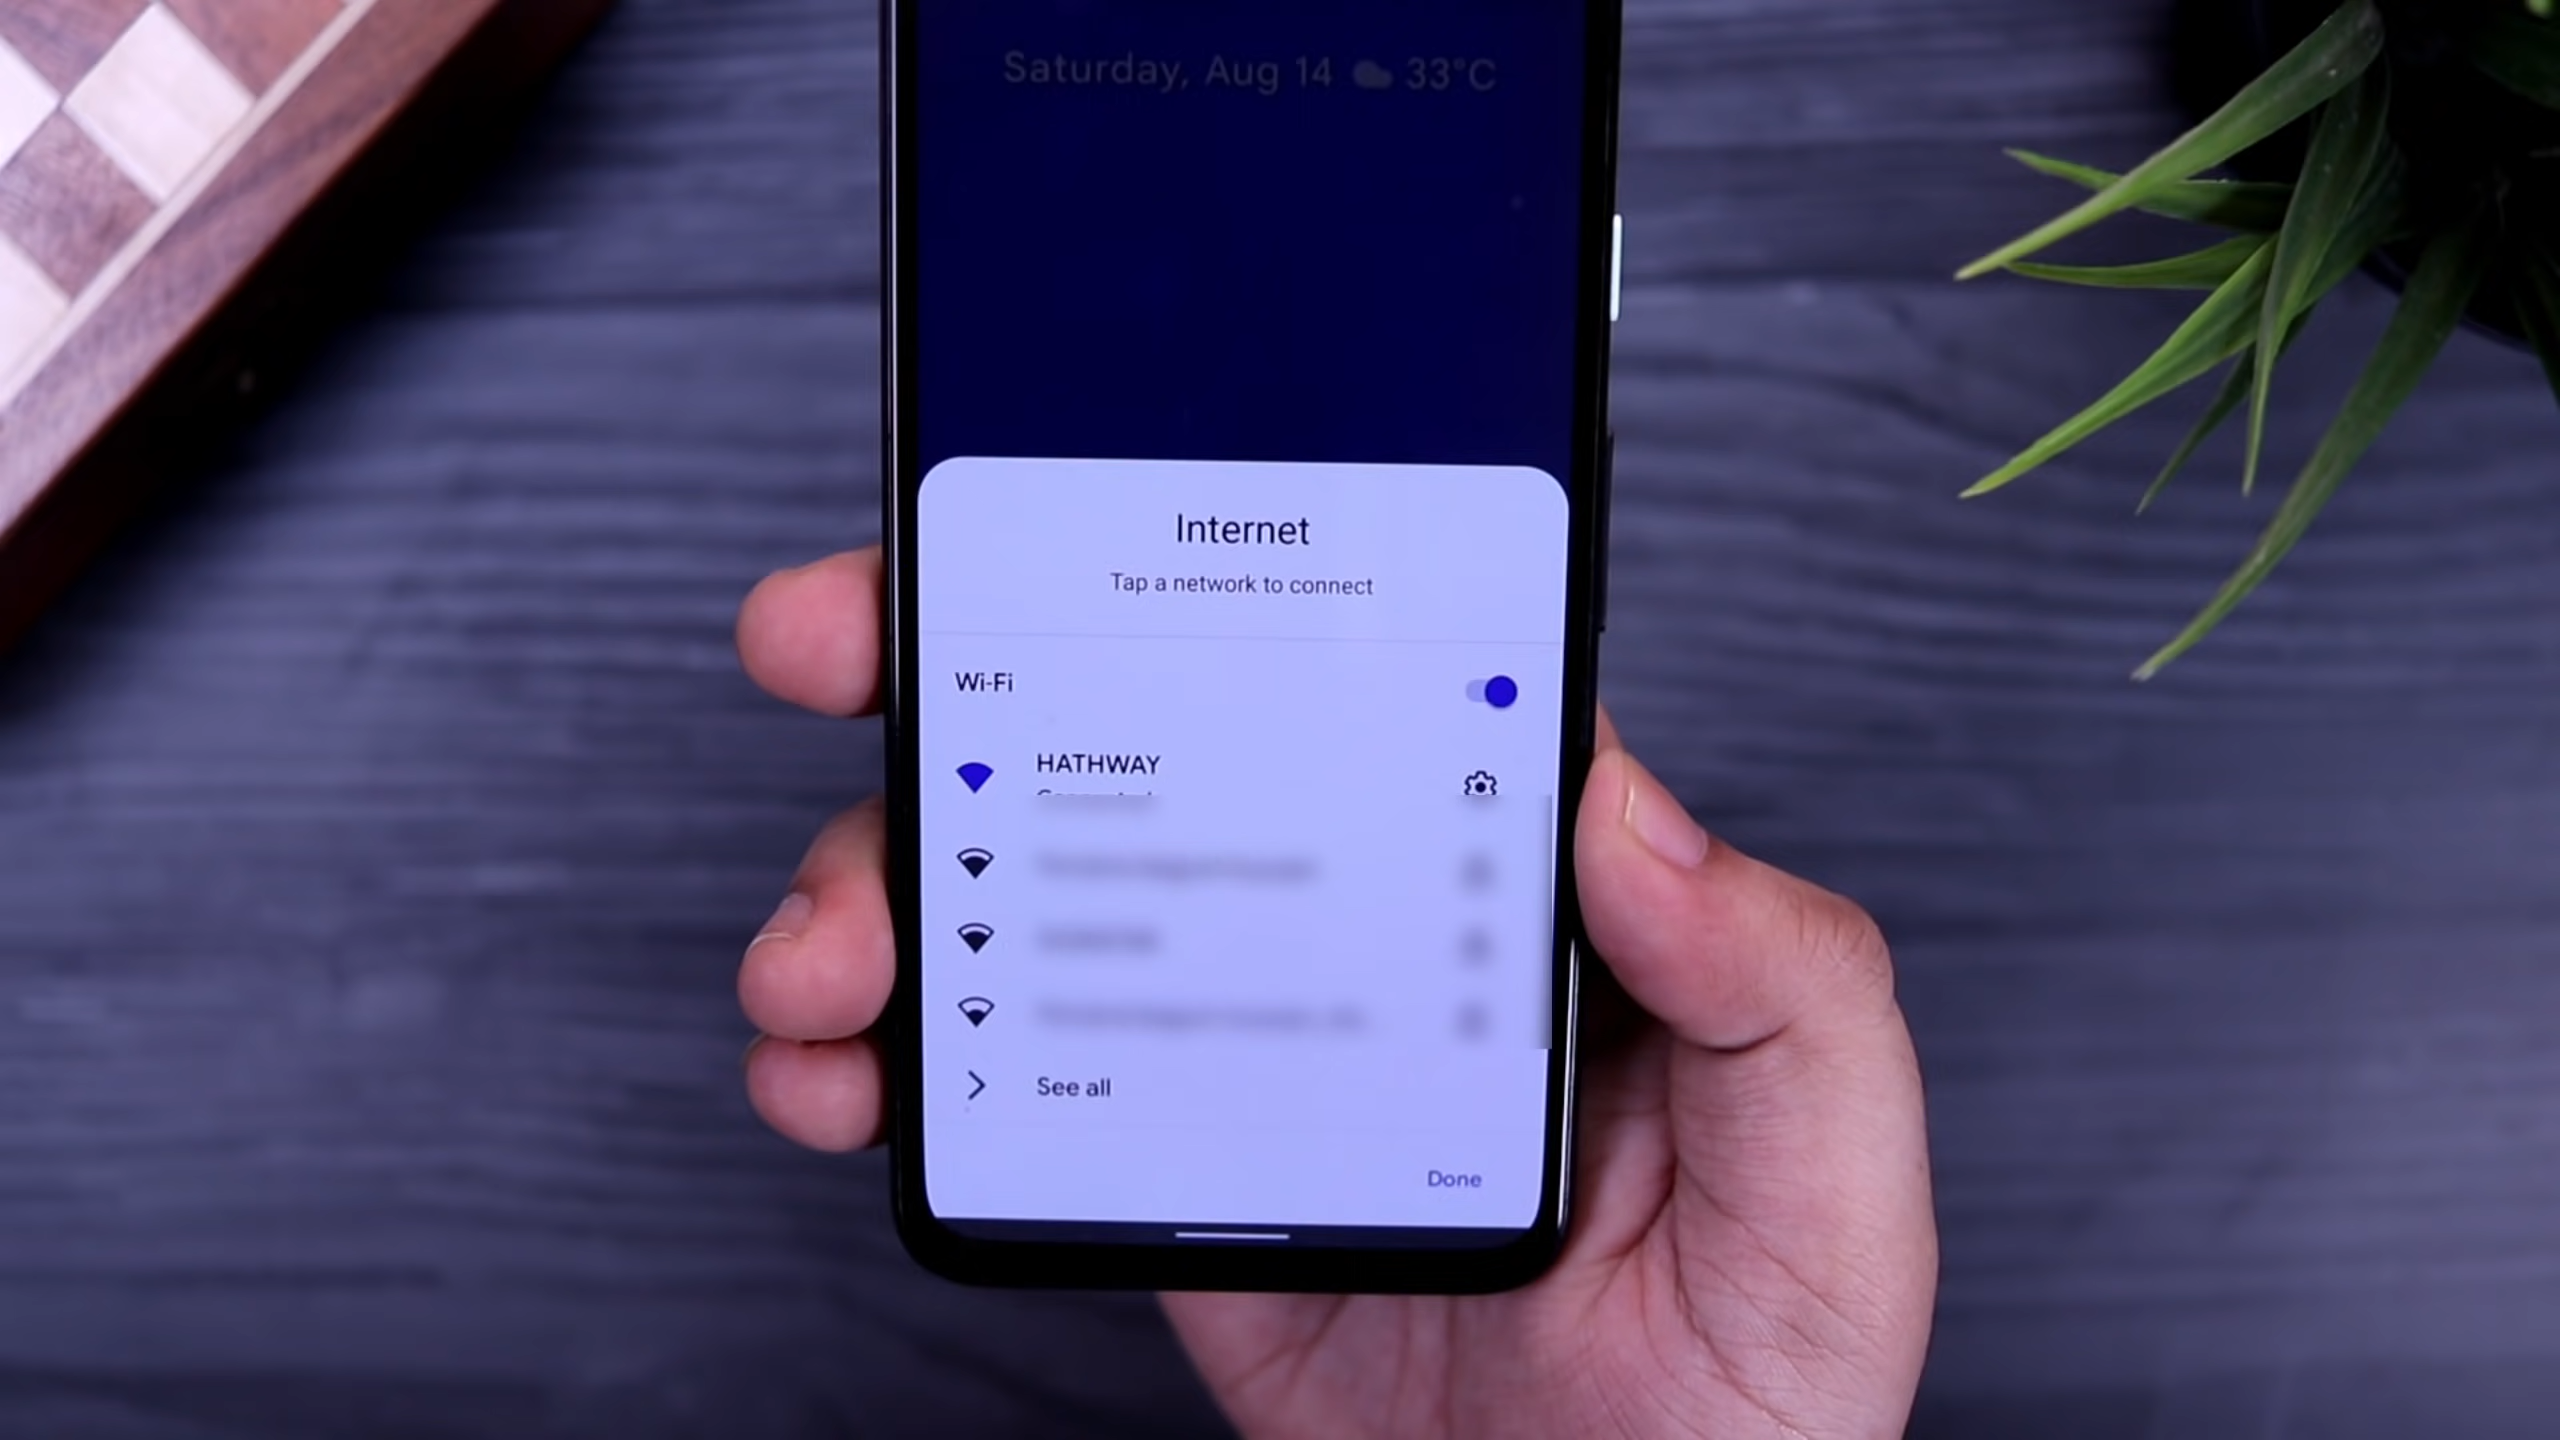 Saturday, Aug 14 33°C
Internet
Tap a network to connect
Wi-Fi
HATHWAY
See all
Done